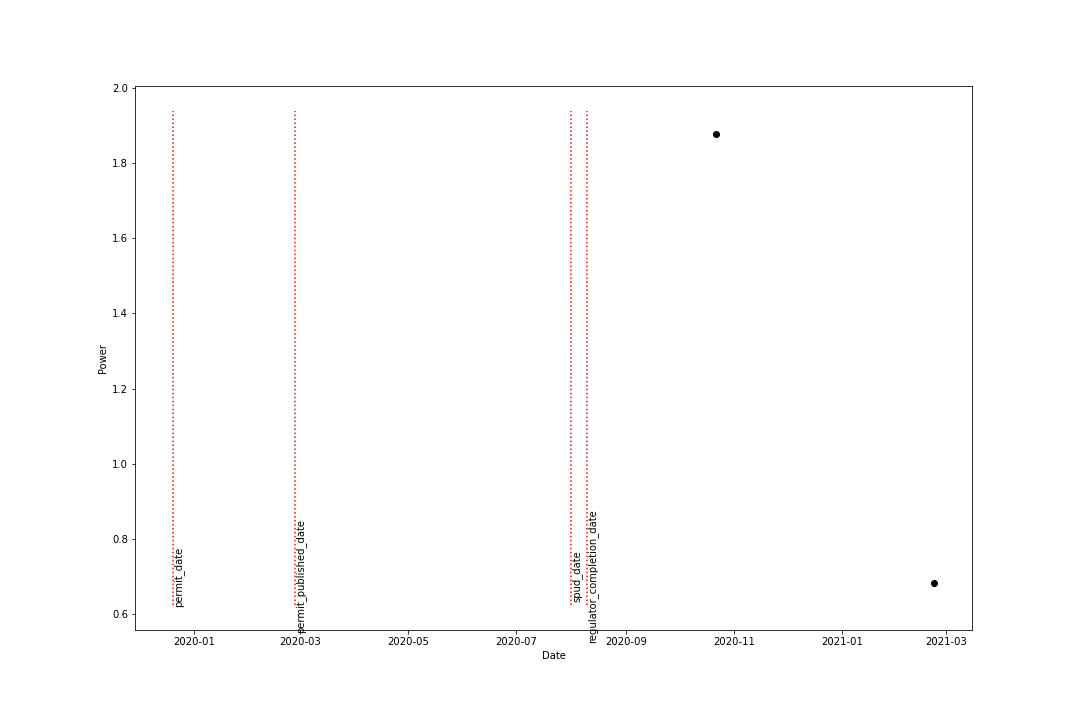 2.0
1.8
1.6
1.4
1.2
1.0
0.8
0.6
Power
permit_date
permit_published_date
spud_date
regulator_completion_date
2020-01
2020-03
2020-05
2020-07
2020-09
2020-11
2021-01
2021-03
Date